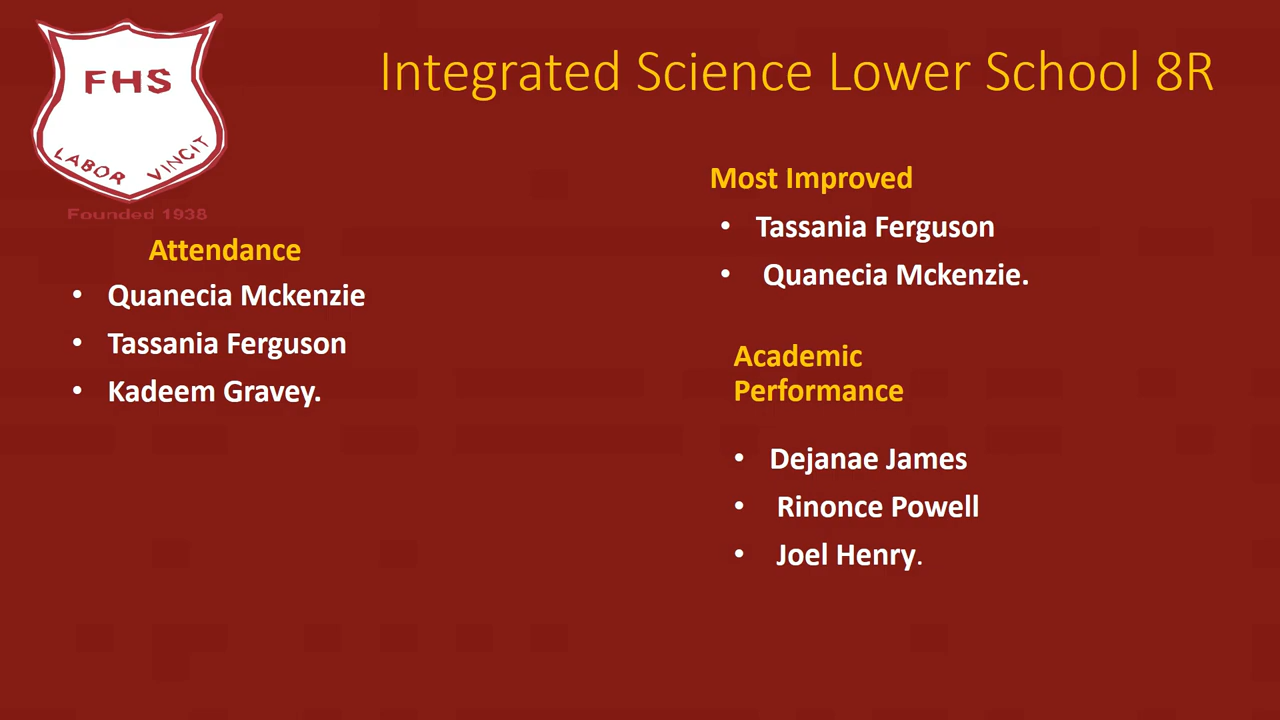 FHS
LABOR VINCIT
Founded 1938
Integrated Science Lower School 8R
Attendance
• Quanecia Mckenzie
• Tassania Ferguson
• Kadeem Gravey.
Most Improved
• Tassania Ferguson
• Quanecia Mckenzie.
Academic
Performance
• Dejanae James
• Rinonce Powell
• Joel Henry.